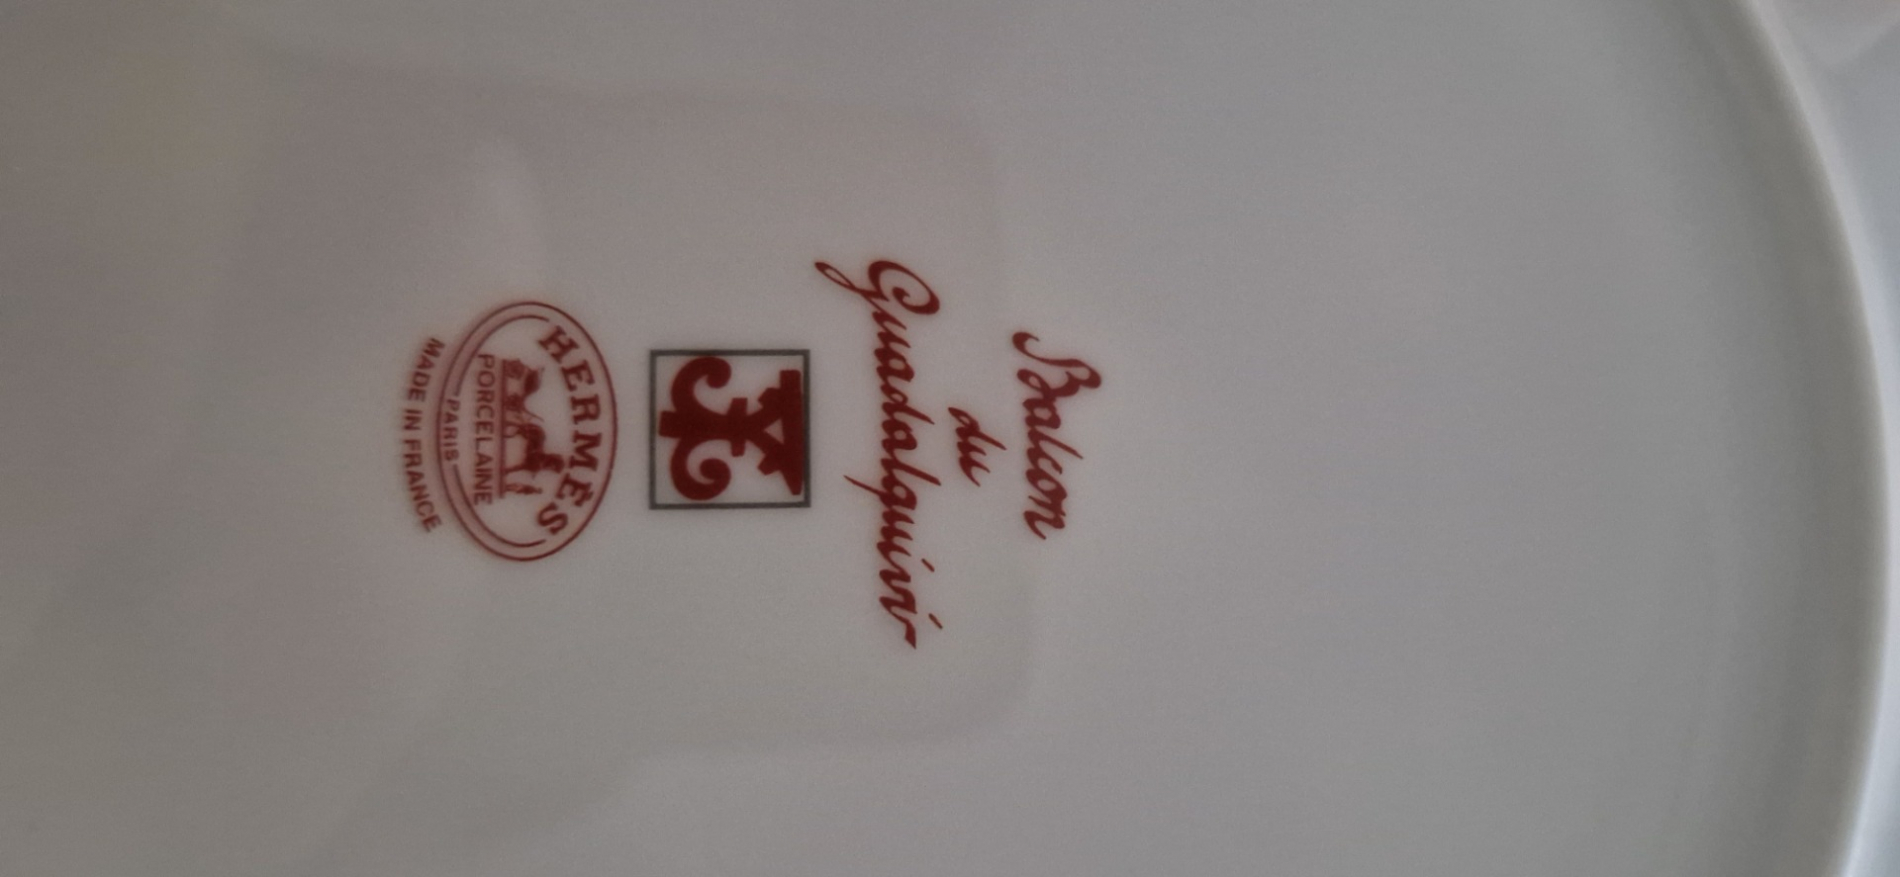 Balcon
du
Guadalquivir
HERMÈS
PORCELAINE
PARIS
MADE IN FRANCE